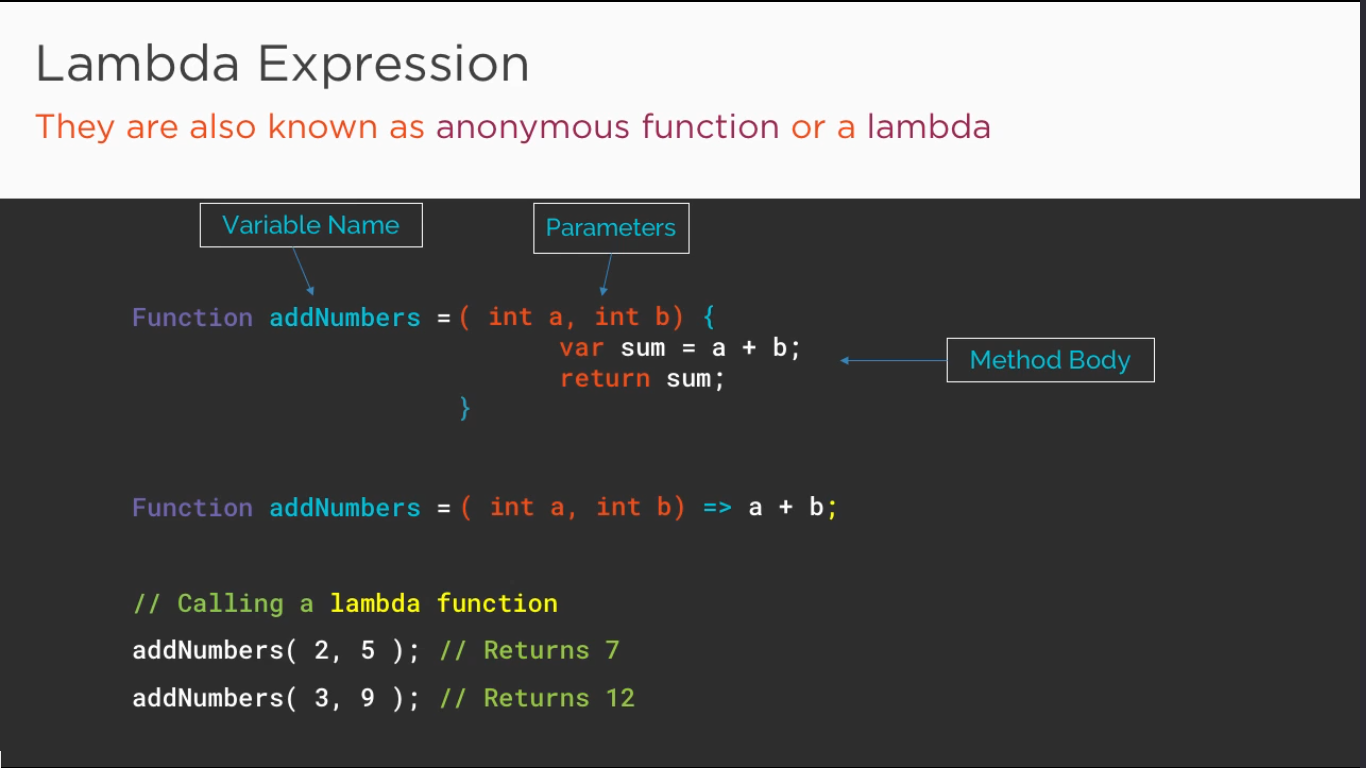 Lambda Expression
They are also known as anonymous function or a lambda
Variable Name
Parameters
Function addNumbers = ( int a, int b) {
var sum = a + b;
return sum;
}
Method Body
Function addNumbers = ( int a, int b) => a + b;
// Calling a lambda function
addNumbers( 2, 5 ); // Returns 7
addNumbers( 3, 9 ); // Returns 12